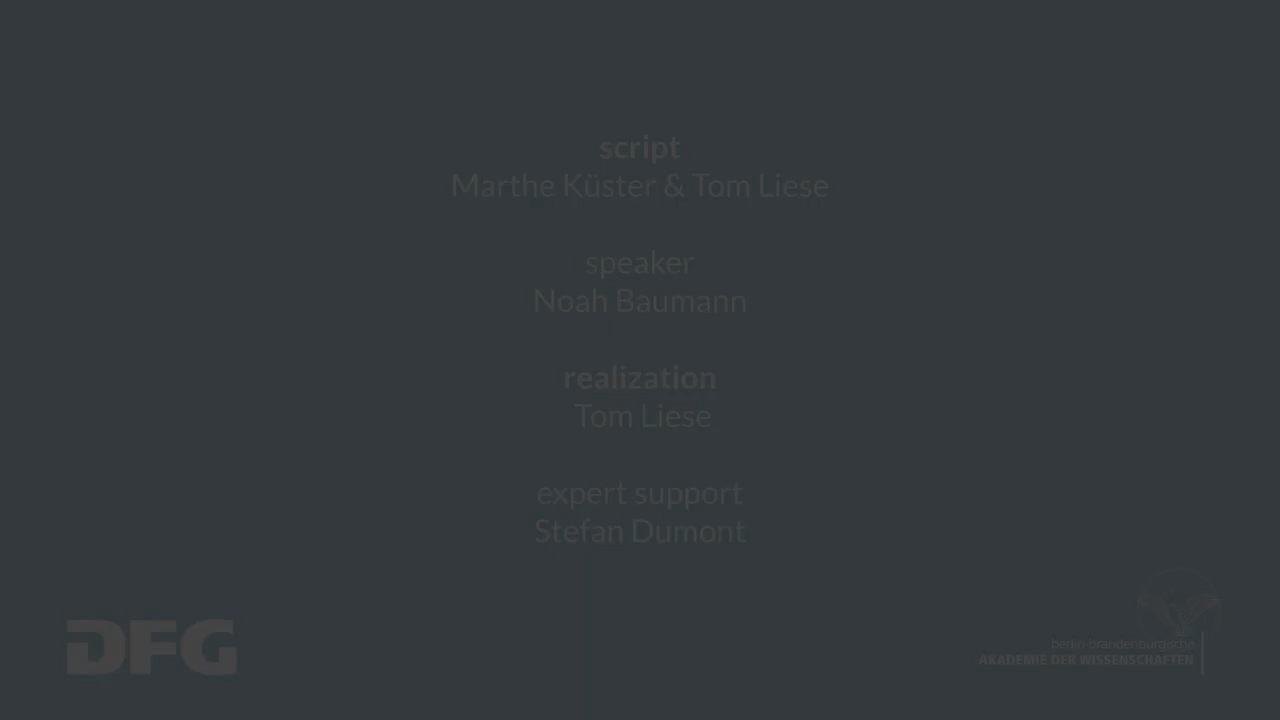 script
Marthe Küster & Tom Liese
speaker
Noah Baumann
realization
Tom Liese
expert support
Stefan Dumont
DFG
berlin-brandenburgische
AKADEMIE DER WISSENSCHAFTEN